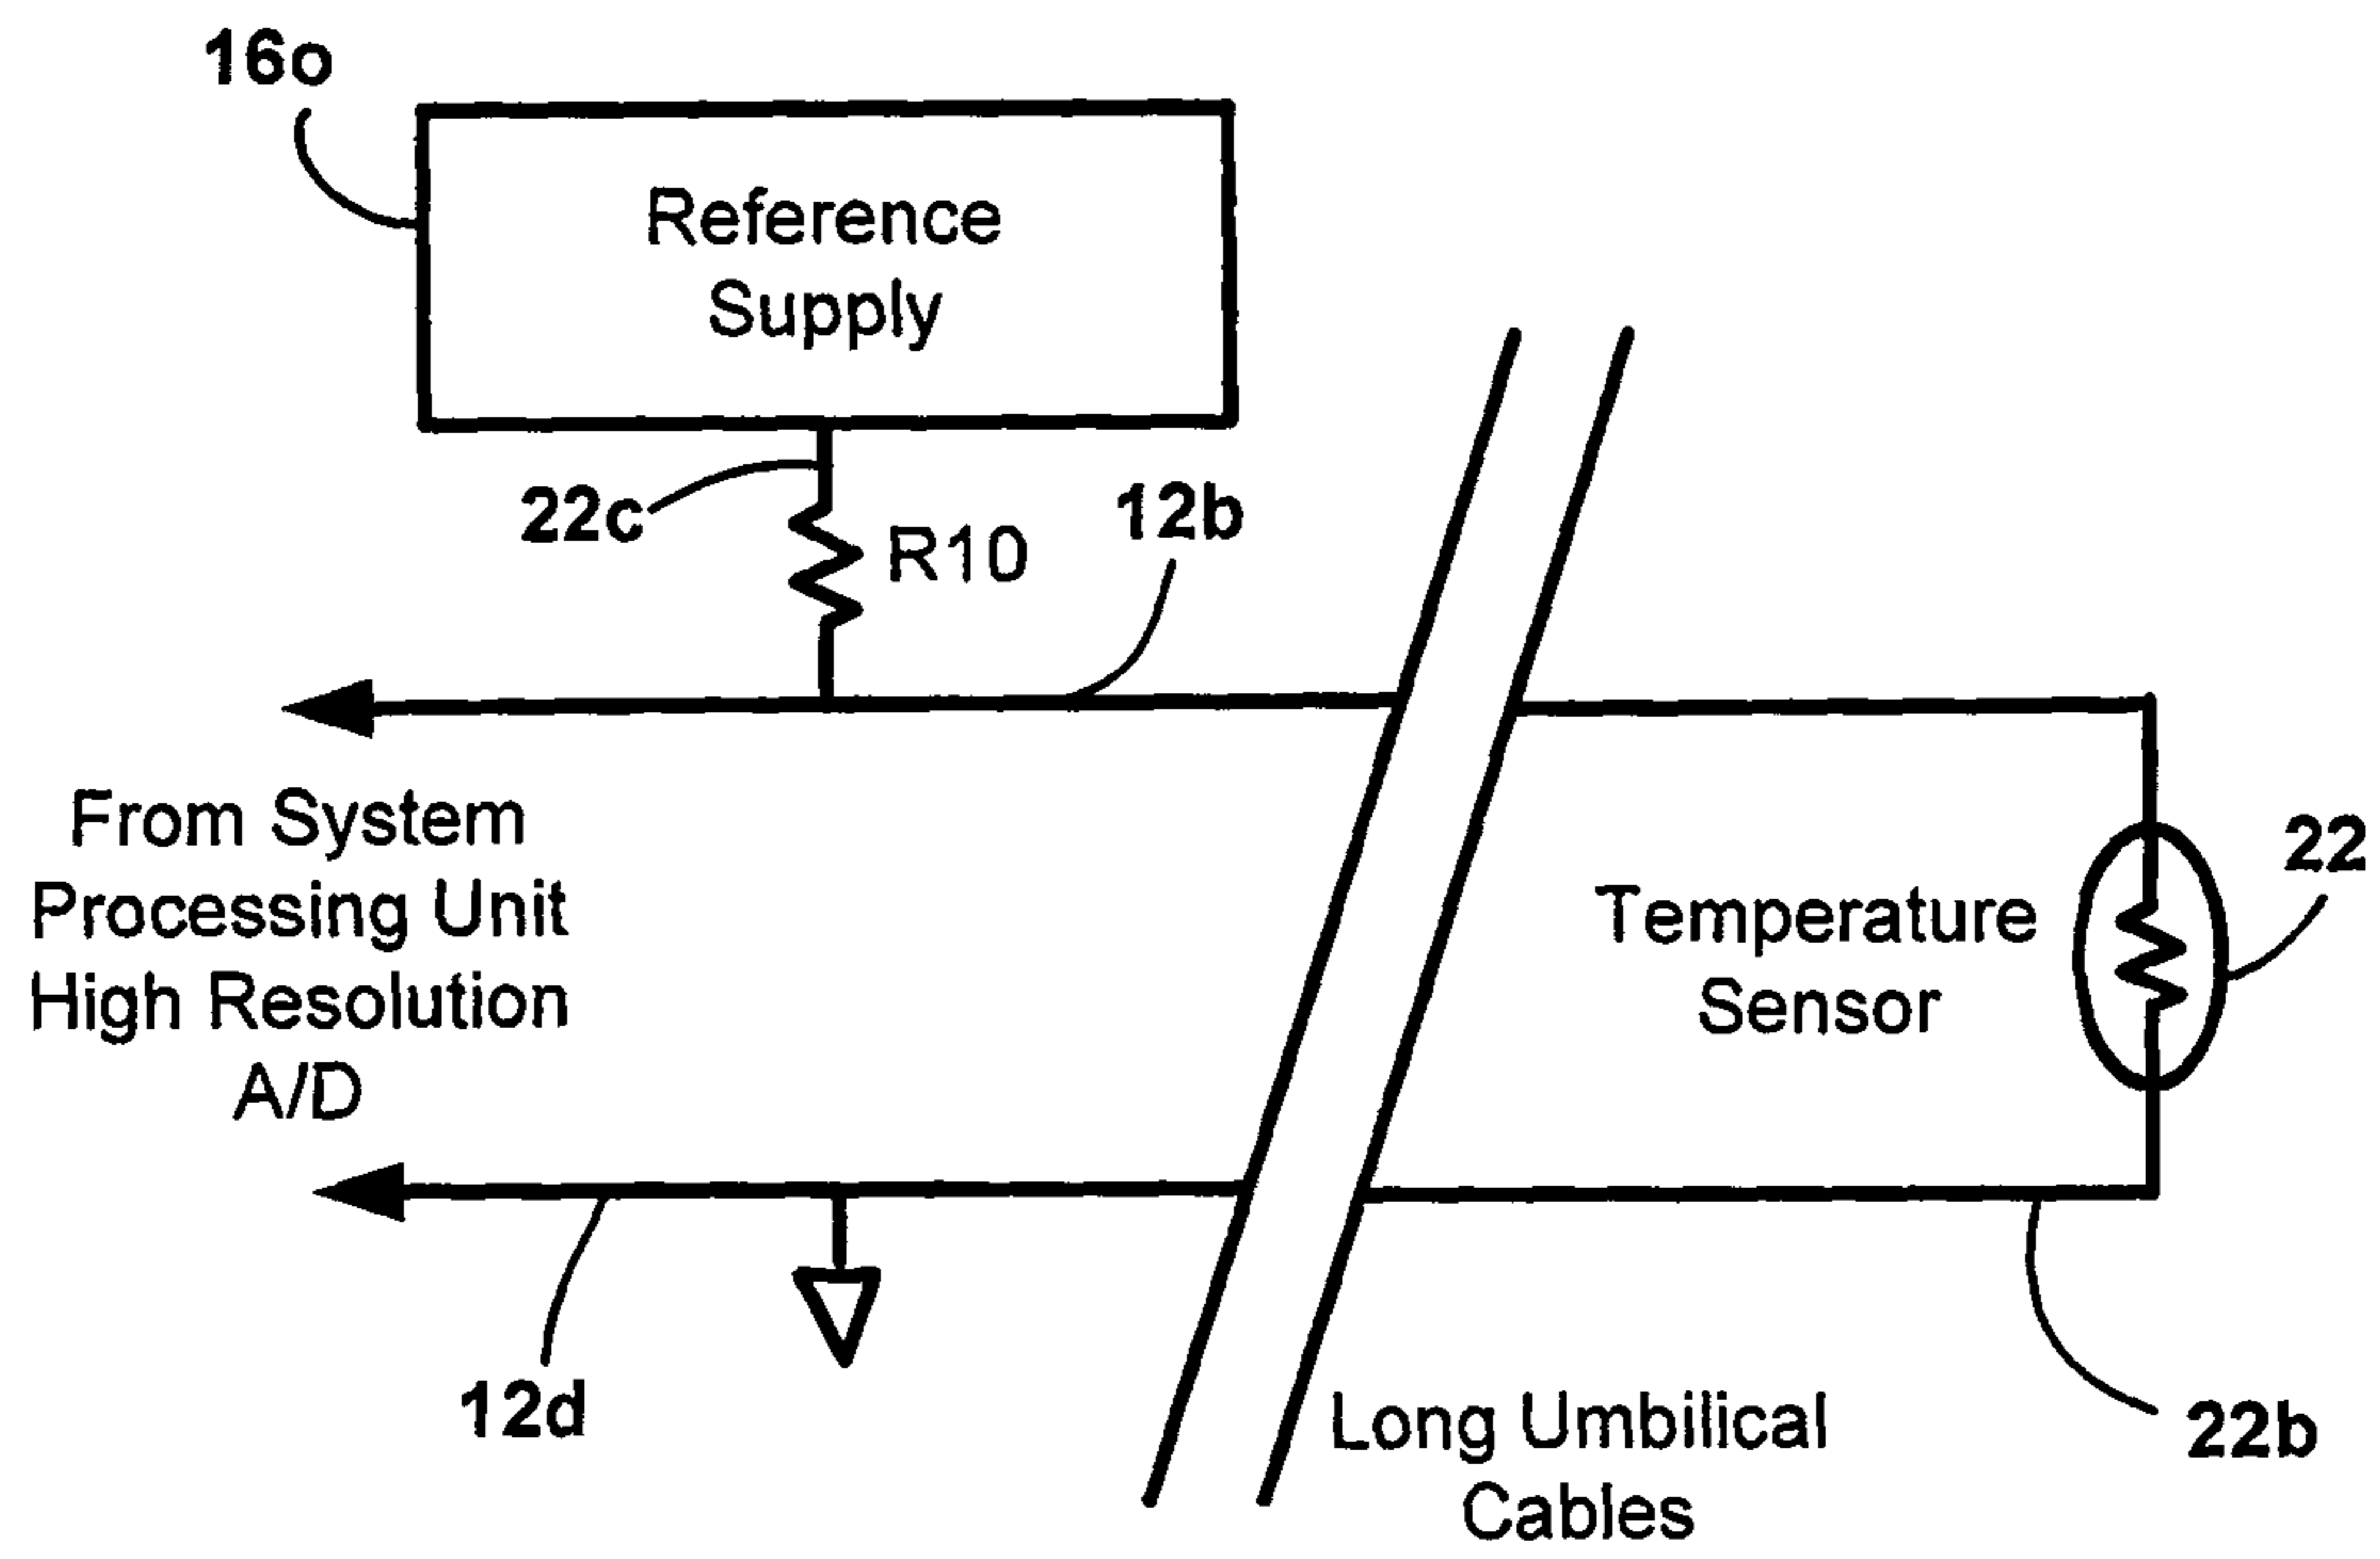 16o
Reference
Supply
22c
R10
12b
From System
Processing Unit
High Resolution
A/D
Temperature
Sensor
22
12d
Long Umbilical
Cables
22b